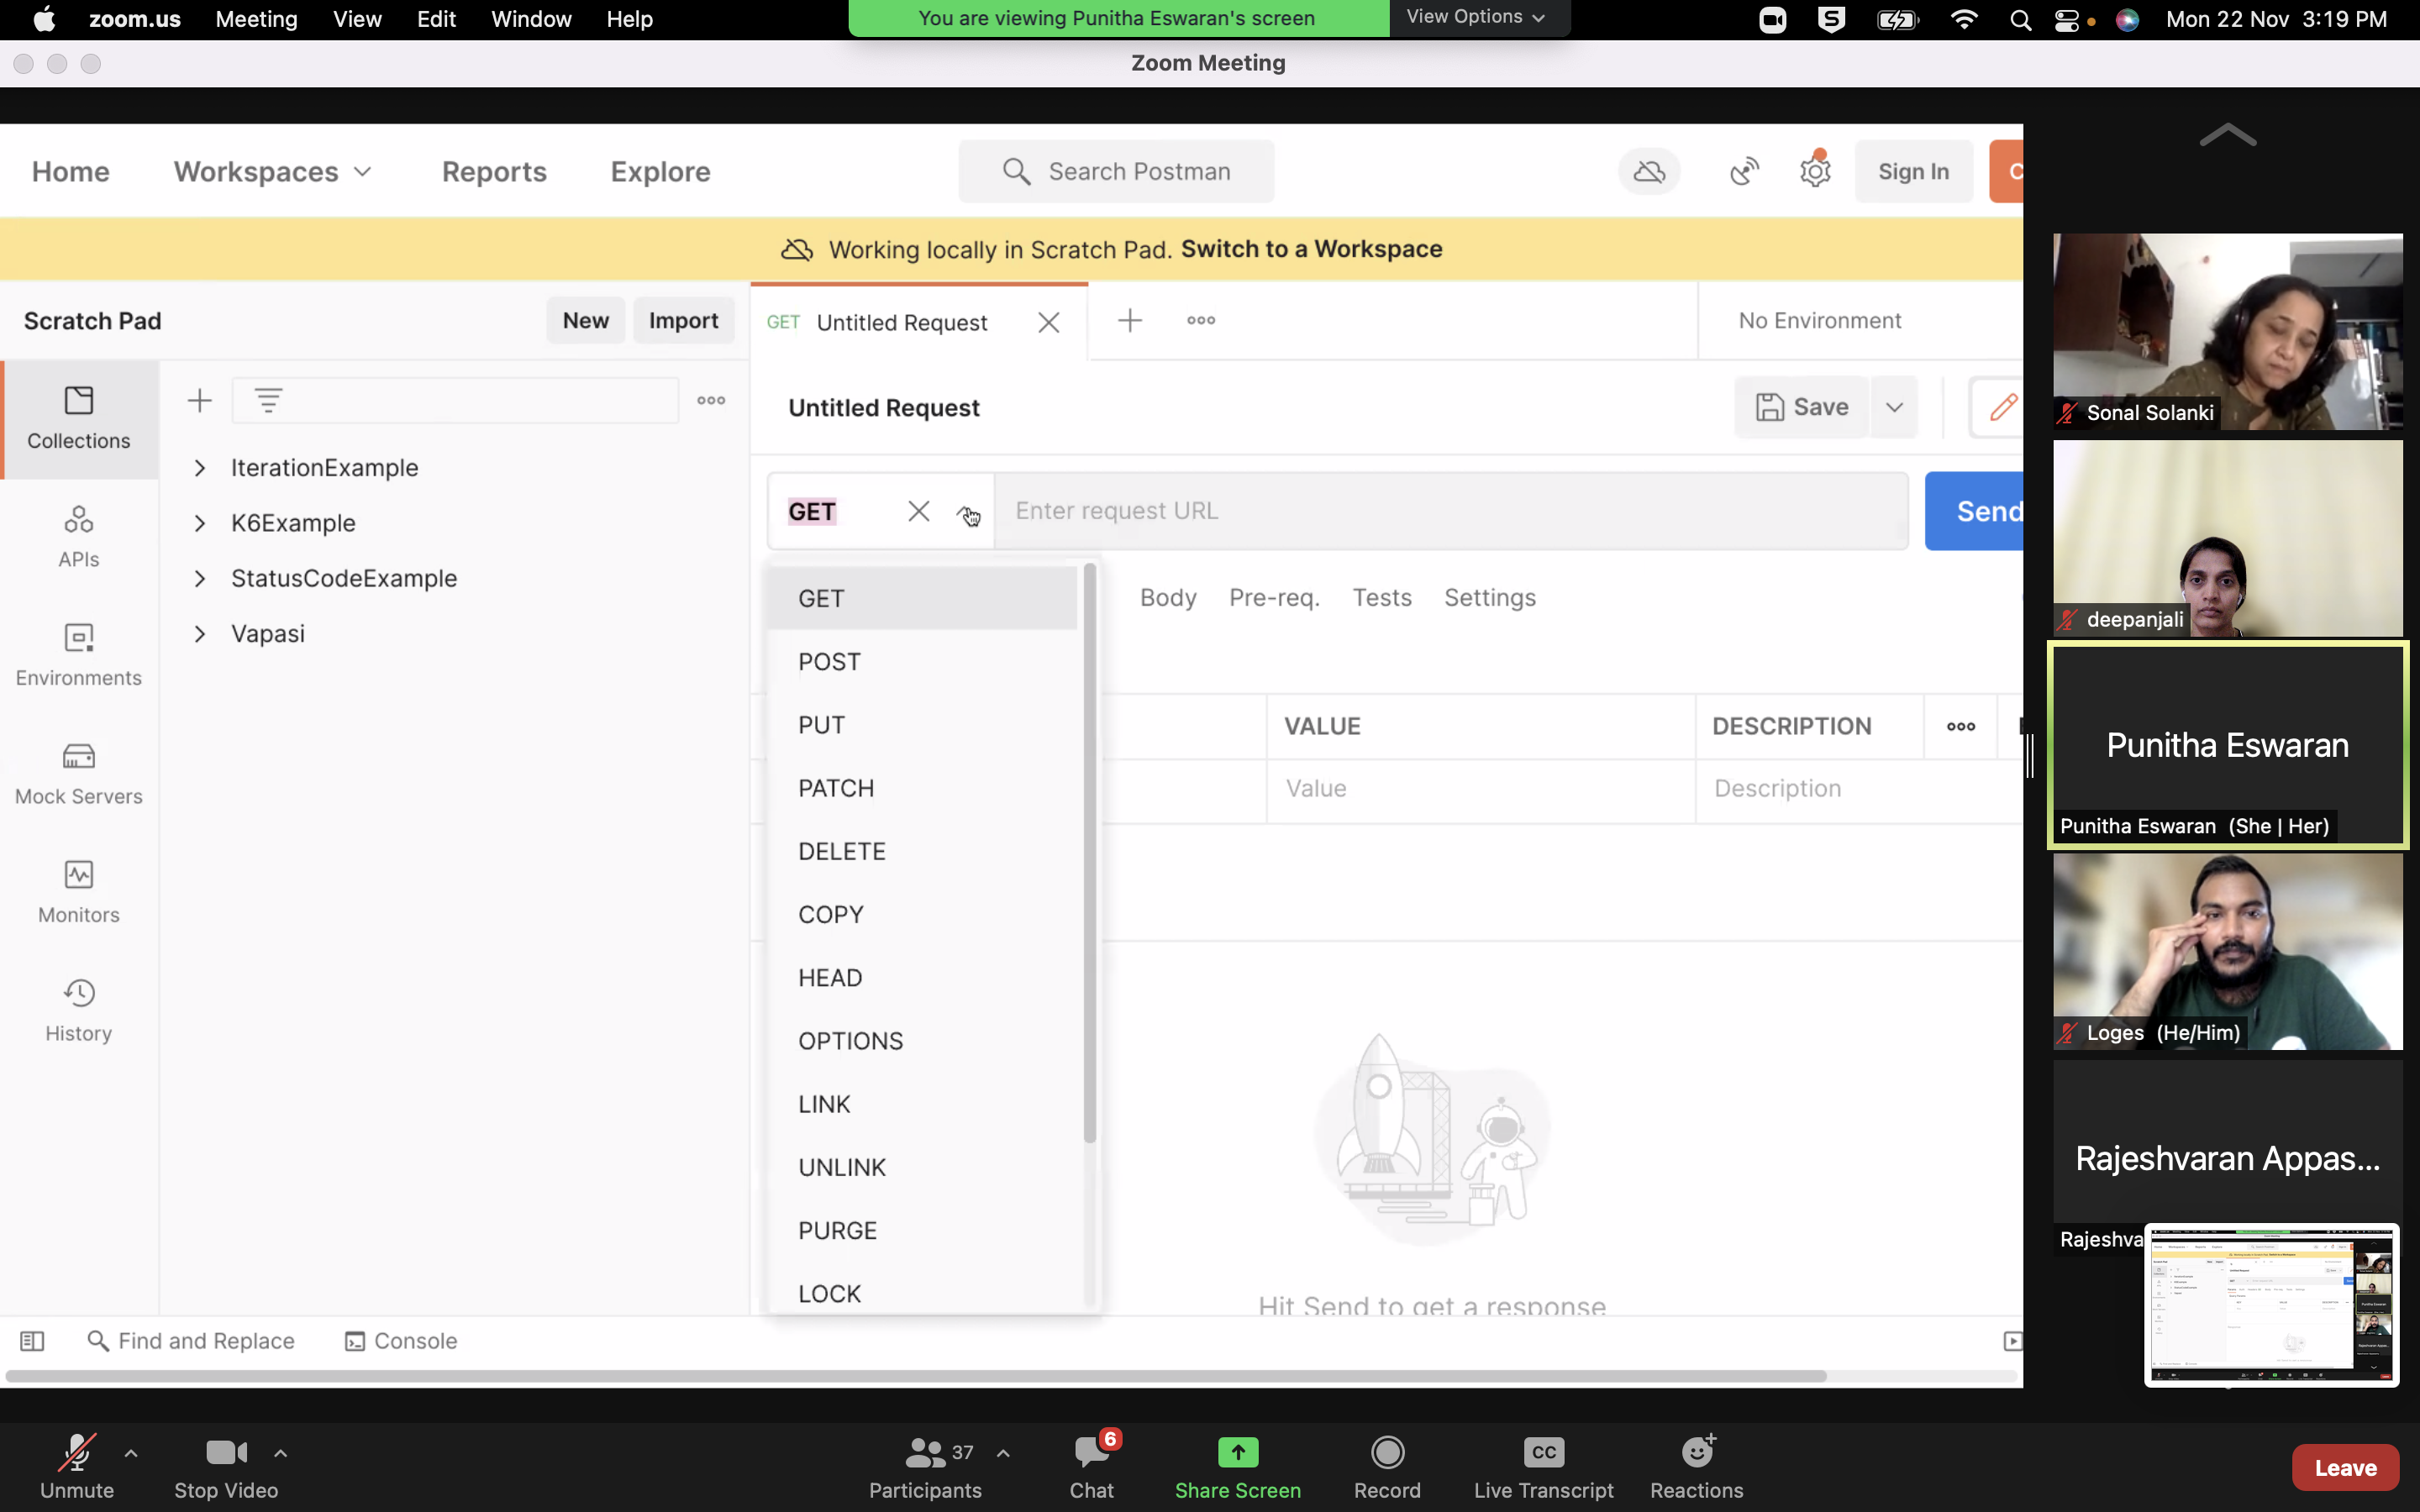 zoom.us Meeting View Edit Window Help
You are viewing Punitha Eswaran's screen View Options
Mon 22 Nov 3:19 PM
Zoom Meeting
Home Workspaces Reports Explore
Search Postman
Sign In
Working locally in Scratch Pad. Switch to a Workspace
Scratch Pad
New Import
GET Untitled Request
No Environment
Collections
APIs
Environments
Mock Servers
Monitors
History
IterationExample
K6Example
StatusCodeExample
Vapasi
Untitled Request
Save
GET Enter request URL Send
Body Pre-req. Tests Settings
GET
POST
PUT
PATCH
DELETE
COPY
HEAD
OPTIONS
LINK
UNLINK
PURGE
LOCK
VALUE DESCRIPTION
Value Description
Hit Send to get a response
Find and Replace Console
Sonal Solanki
deepanjali
Punitha Eswaran
Punitha Eswaran (She | Her)
Loges (He/Him)
Rajeshvaran Appas...
Rajeshva
Unmute
Stop Video
37
Participants
6
Chat
Share Screen
Record
CC
Live Transcript
Reactions
Leave